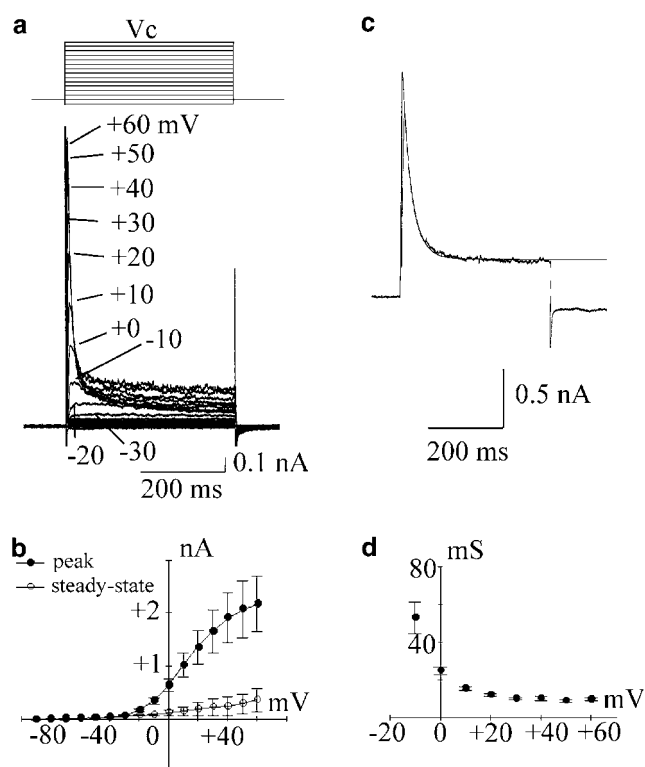 a
Vc
+60 mV
+50
+40
+30
+20
+10
+0
-10
-20
-30
0.1 nA
200 ms
c
0.5 nA
200 ms
b
nA
peak
steady-state
+2
+1
mV
-80 -40 0 +40
d
80
mS
40
mV
-20 0 +20 +40 +60